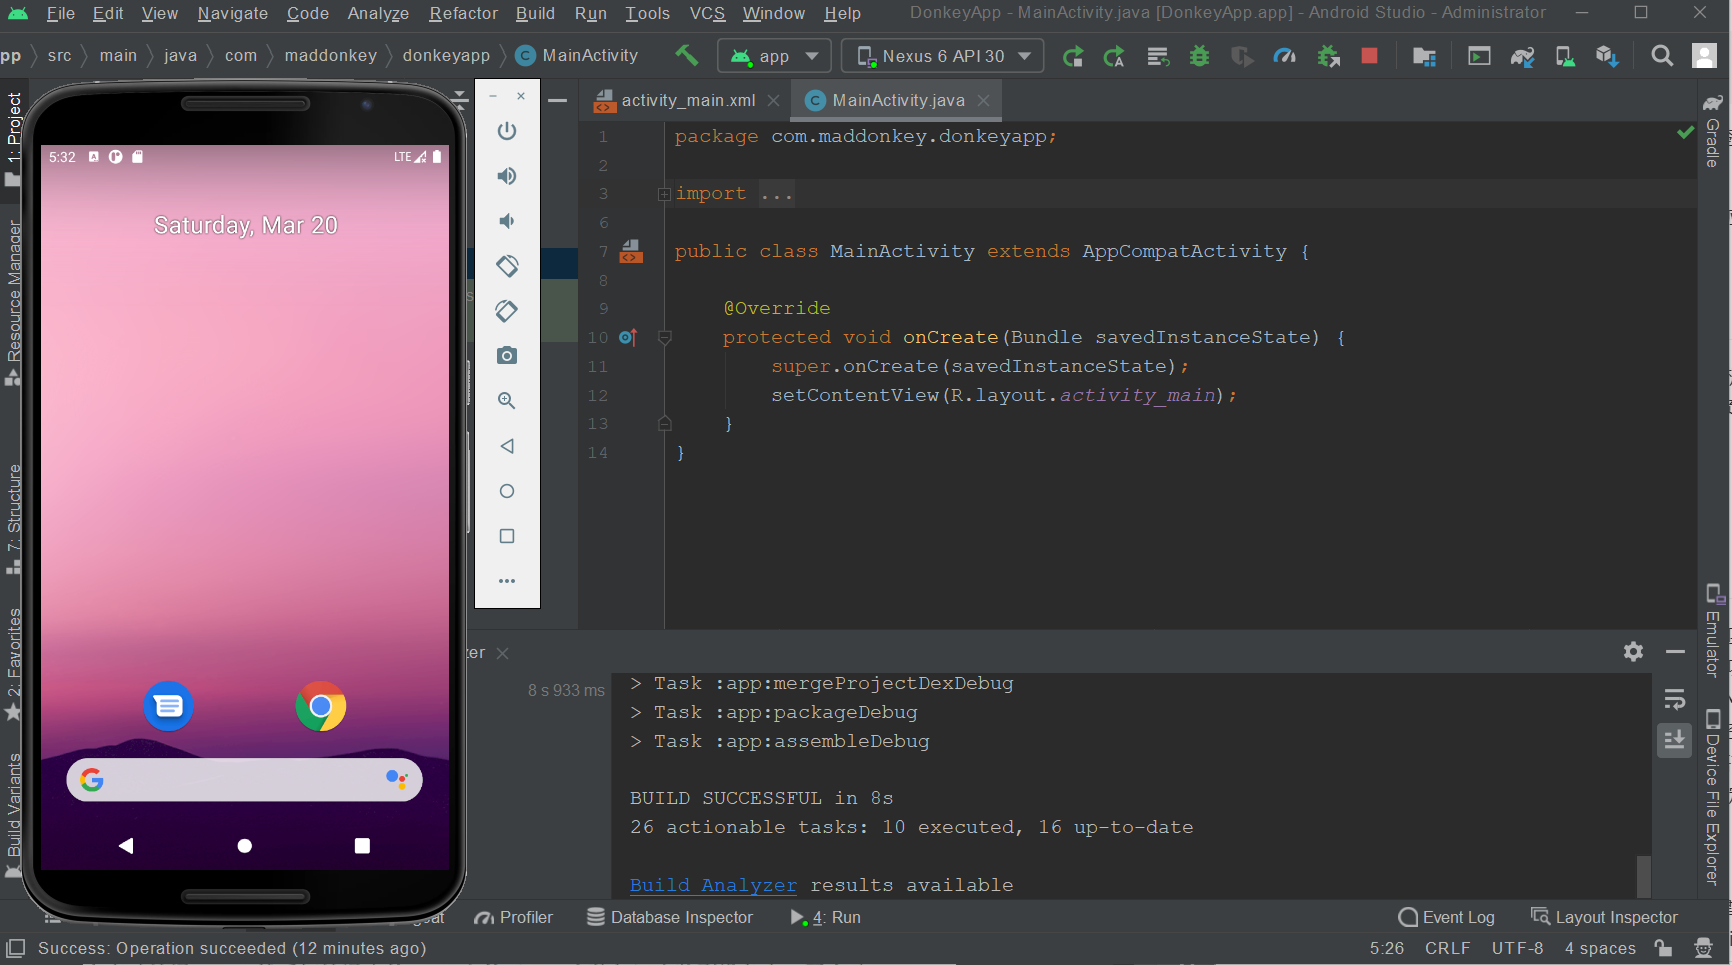 File Edit View Navigate Code Analyze Refactor Build Run Tools VCS Window Help DonkeyApp - MainActivity.java [DonkeyApp.app] - Android Studio - Administrator
pp src main java com maddonkey donkeyapp MainActivity app Nexus 6 API 30
activity_main.xml MainActivity.java
1: Project
Resource Manager
7: Structure
2: Favorites
Build Variants
5:32 LTE
Saturday, Mar 20
1 package com.maddonkey.donkeyapp;
2
3 import ...
6
7 public class MainActivity extends AppCompatActivity {
8
9 @Override
10 protected void onCreate(Bundle savedInstanceState) {
11 super.onCreate(savedInstanceState);
12 setContentView(R.layout.activity_main);
13 }
14 }
Gradle
Emulator
Device File Explorer
zer
8 s 933 ms
> Task :app:mergeProjectDexDebug
> Task :app:packageDebug
> Task :app:assembleDebug
BUILD SUCCESSFUL in 8s
26 actionable tasks: 10 executed, 16 up-to-date
Build Analyzer results available
Profiler Database Inspector 4: Run Event Log Layout Inspector
Success: Operation succeeded (12 minutes ago) 5:26 CRLF UTF-8 4 spaces